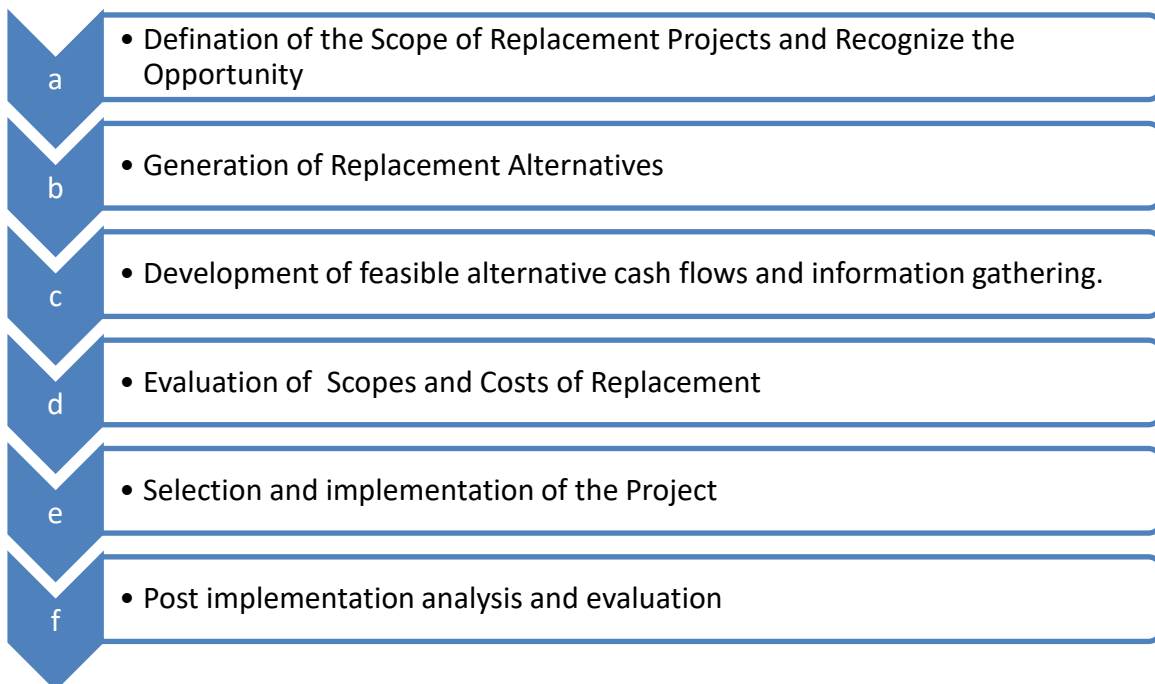 a
• Defination of the Scope of Replacement Projects and Recognize the
Opportunity
b
• Generation of Replacement Alternatives
c
• Development of feasible alternative cash flows and information gathering.
d
• Evaluation of  Scopes and Costs of Replacement
e
• Selection and implementation of the Project
f
• Post implementation analysis and evaluation